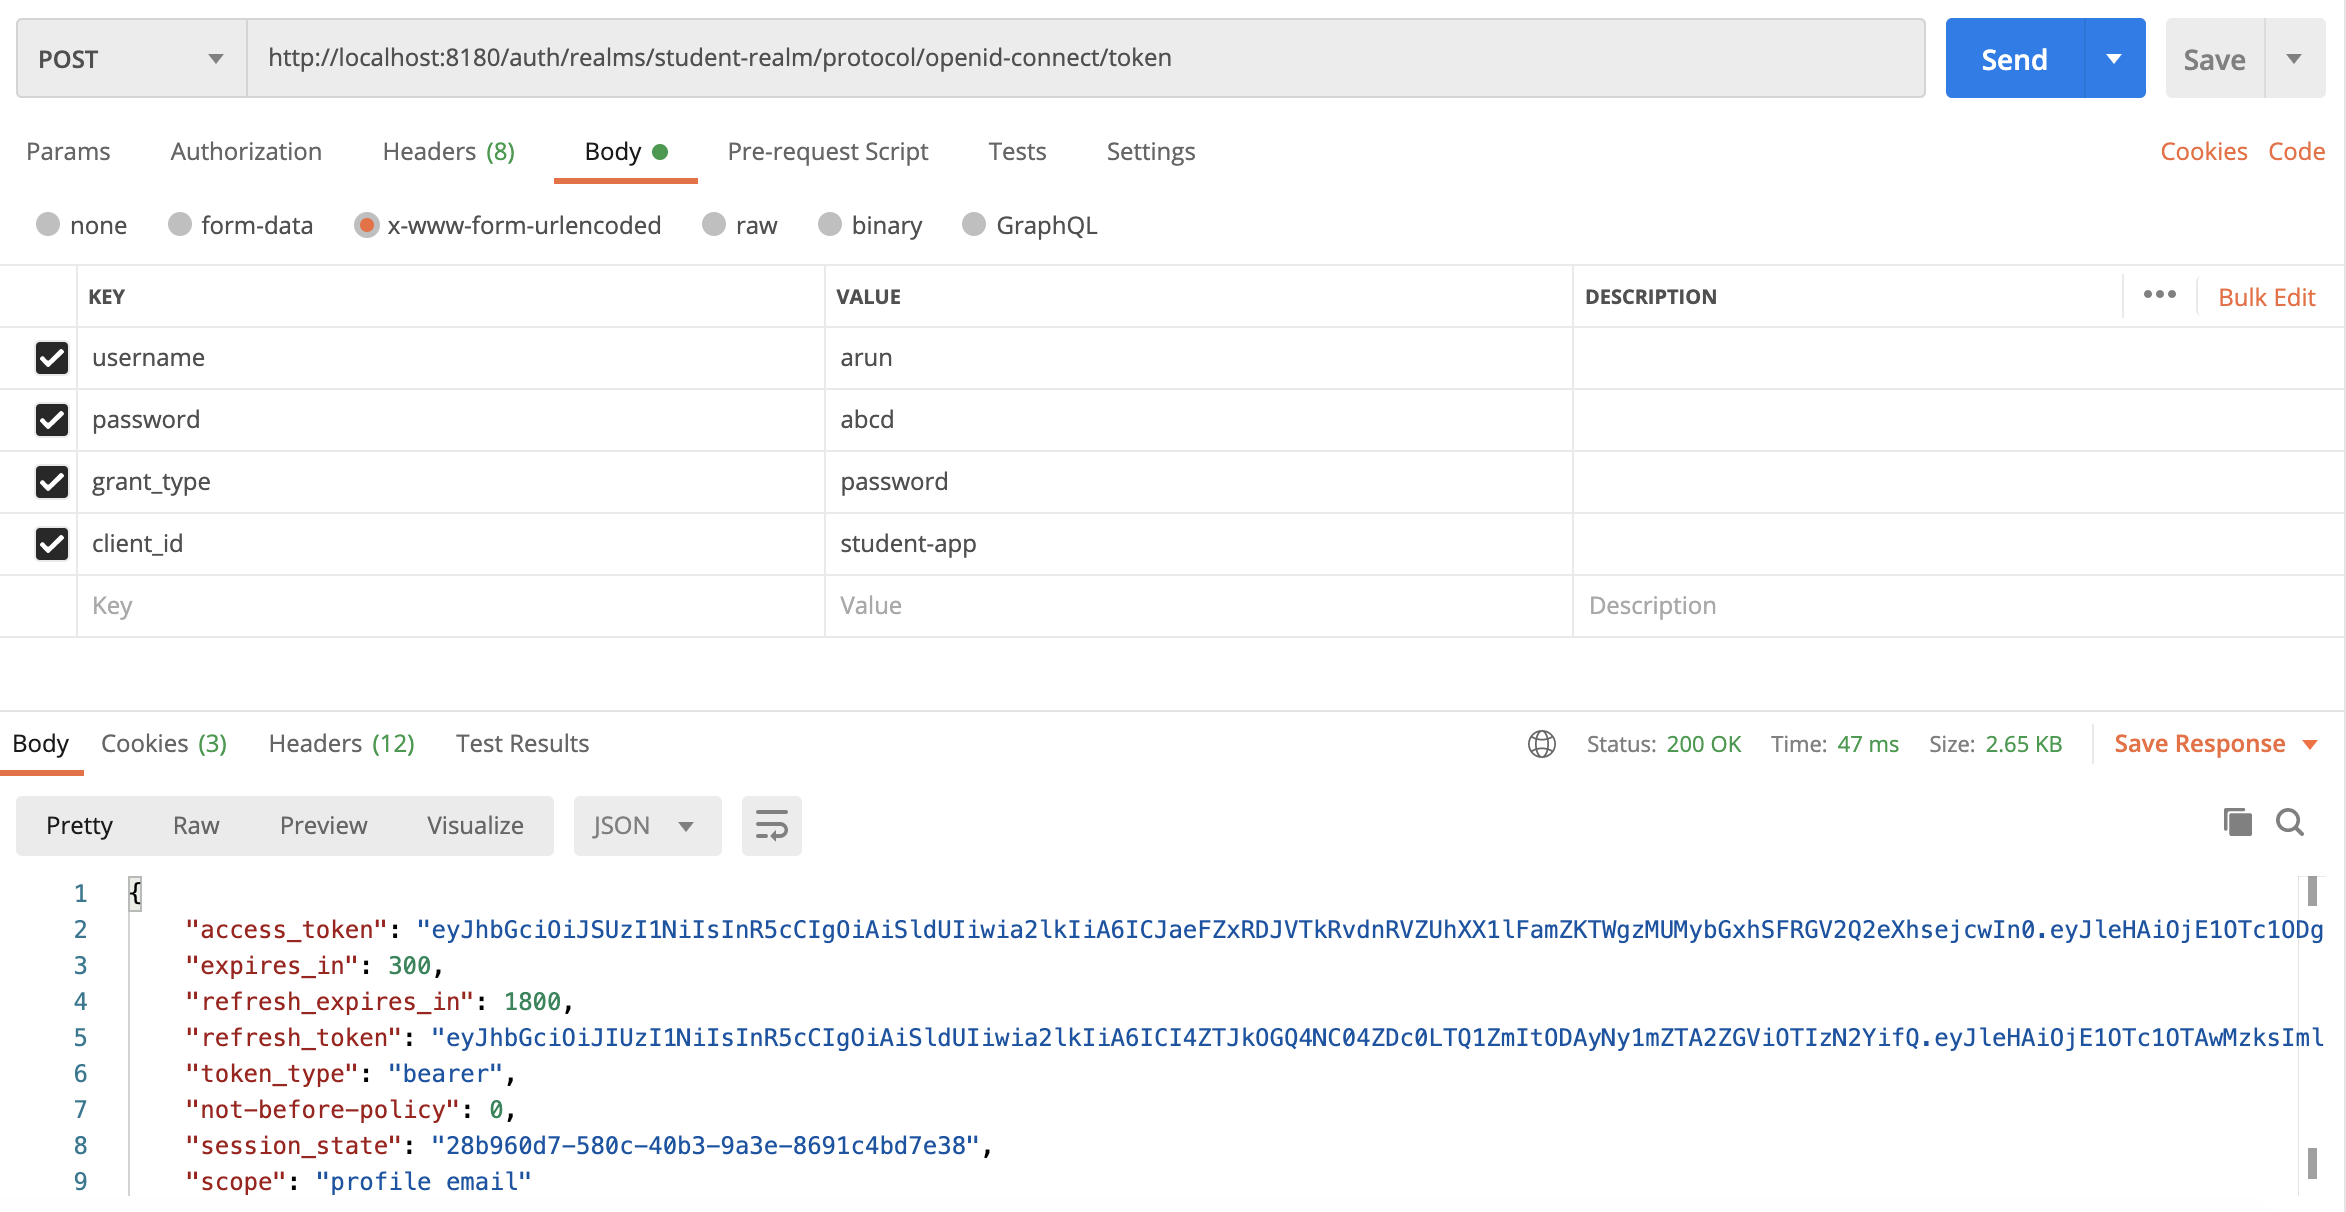 POST http://localhost:8180/auth/realms/student-realm/protocol/openid-connect/token Send Save
Params Authorization Headers (8) Body Pre-request Script Tests Settings Cookies Code
none form-data x-www-form-urlencoded raw binary GraphQL
KEY VALUE DESCRIPTION ••• Bulk Edit
username arun
password abcd
grant_type password
client_id student-app
Key Value Description
Body Cookies (3) Headers (12) Test Results Status: 200 OK Time: 47 ms Size: 2.65 KB Save Response
Pretty Raw Preview Visualize JSON
1 {
2 "access_token": "eyJhbGciOiJSUzI1NiIsInR5cCIgOiAiSldUIiwia2lkIiA6ICJaeFZxRDJVTkRvdnRVZUhXX1lFamZKTWgzMUMybGxhSFRGV2Q2eXhsejcwIn0.eyJleHAiOjE1OTc1ODg
3 "expires_in": 300,
4 "refresh_expires_in": 1800,
5 "refresh_token": "eyJhbGciOiJIUzI1NiIsInR5cCIgOiAiSldUIiwia2lkIiA6ICI4ZTJkOGQ4NC04ZDc0LTQ1ZmItODAyNy1mZTA2ZGViOTIzN2YifQ.eyJleHAiOjE1OTc1OTAwMzksIml
6 "token_type": "bearer",
7 "not-before-policy": 0,
8 "session_state": "28b960d7-580c-40b3-9a3e-8691c4bd7e38",
9 "scope": "profile email"